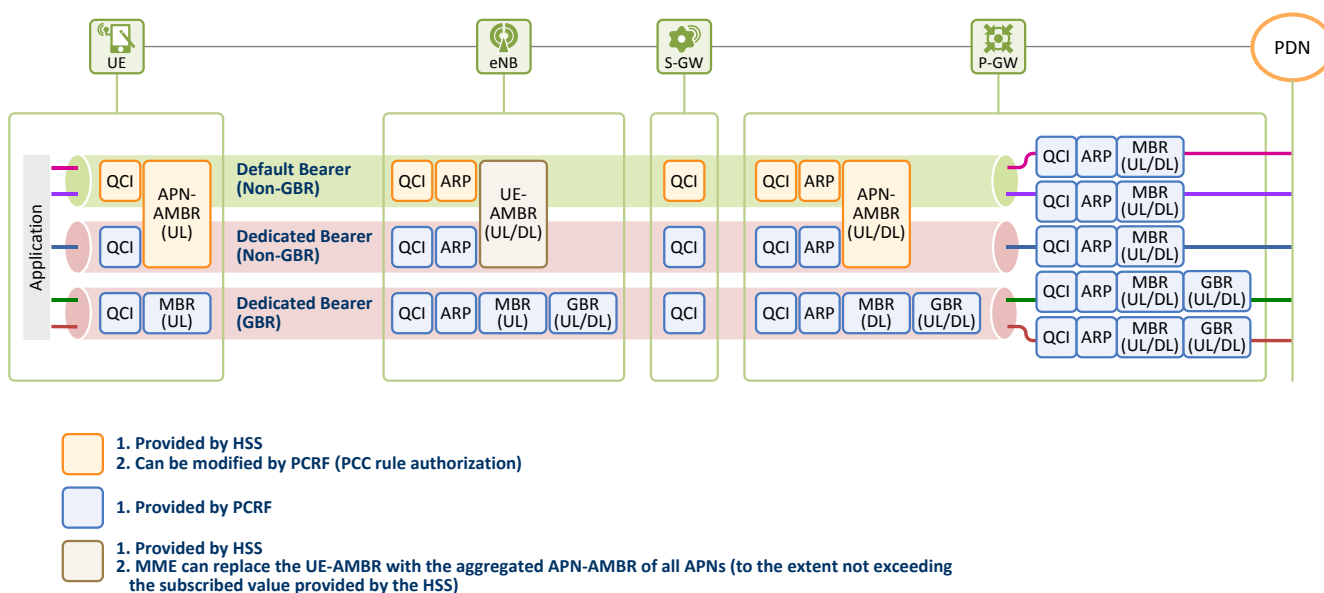 UE
eNB
S-GW
P-GW
PDN
Application
QCI
APN-
AMBR
(UL)
Default Bearer
(Non-GBR)
QCI
ARP
UE-
AMBR
(UL/DL)
QCI
QCI
ARP
APN-
AMBR
(UL/DL)
QCI
ARP
MBR
(UL/DL)
QCI
ARP
MBR
(UL/DL)
QCI
Dedicated Bearer
(Non-GBR)
QCI
ARP
QCI
QCI
ARP
QCI
ARP
MBR
(UL/DL)
QCI
MBR
(UL)
Dedicated Bearer
(GBR)
QCI
ARP
MBR
(UL)
GBR
(UL/DL)
QCI
QCI
ARP
MBR
(DL)
GBR
(UL/DL)
QCI
ARP
MBR
(UL/DL)
GBR
(UL/DL)
QCI
ARP
MBR
(UL/DL)
GBR
(UL/DL)
1. Provided by HSS
2. Can be modified by PCRF (PCC rule authorization)
1. Provided by PCRF
1. Provided by HSS
2. MME can replace the UE-AMBR with the aggregated APN-AMBR of all APNs (to the extent not exceeding
the subscribed value provided by the HSS)